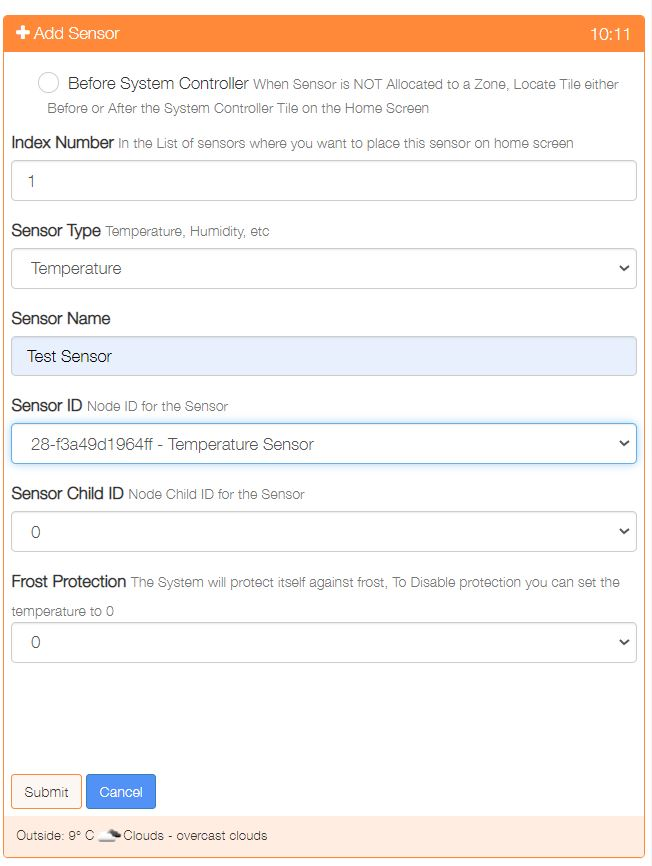 Add Sensor 10:11
Before System Controller When Sensor is NOT Allocated to a Zone, Locate Tile either
Before or After the System Controller Tile on the Home Screen
Index Number In the List of sensors where you want to place this sensor on home screen
1
Sensor Type Temperature, Humidity, etc
Temperature
Sensor Name
Test Sensor
Sensor ID Node ID for the Sensor
28-f3a49d1964ff - Temperature Sensor
Sensor Child ID Node Child ID for the Sensor
0
Frost Protection The System will protect itself against frost, To Disable protection you can set the
temperature to 0
0
Submit Cancel
Outside: 9° C Clouds - overcast clouds